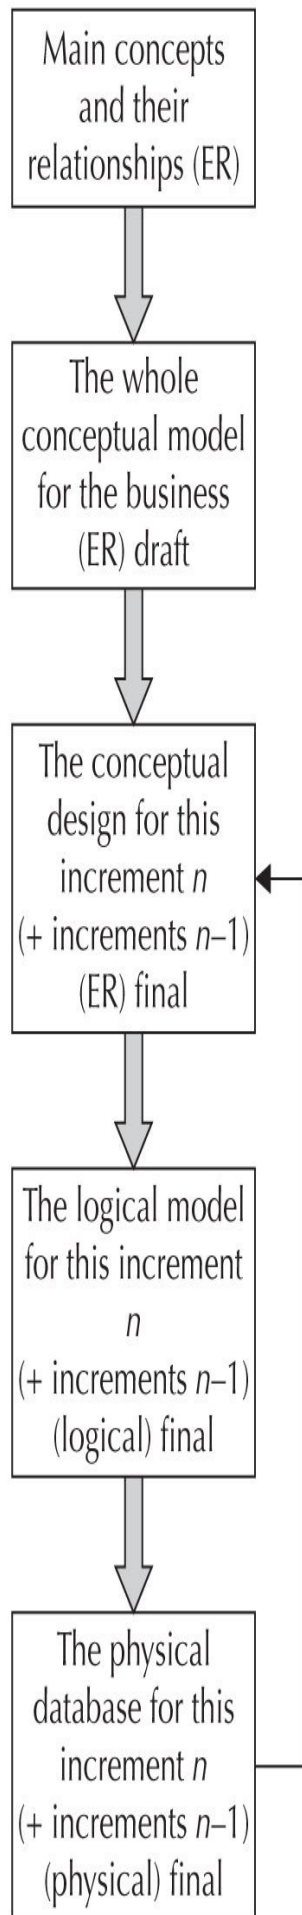 Main concepts
and their
relationships (ER)
The whole
conceptual model
for the business
(ER) draft
The conceptual
design for this
increment n
(+ increments n–1)
(ER) final
The logical model
for this increment
n
(+ increments n–1)
(logical) final
The physical
database for this
increment n
(+ increments n–1)
(physical) final